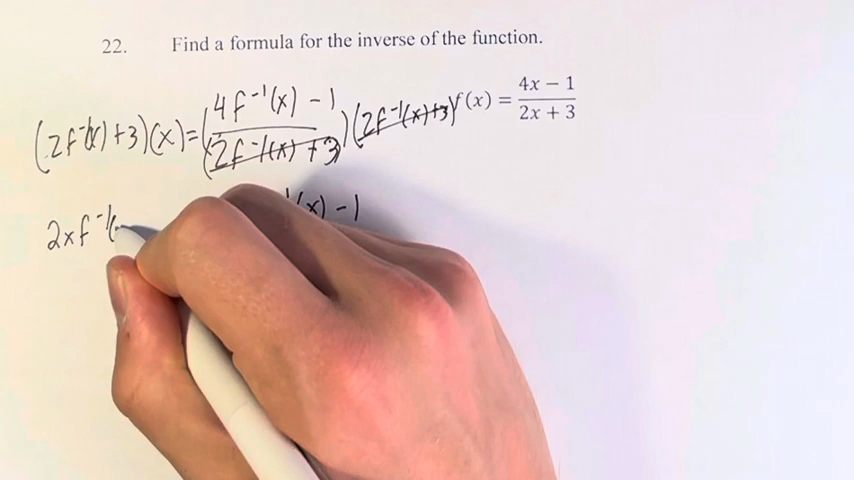 22. Find a formula for the inverse of the function.
f(x) = (4x − 1)/(2x + 3)
(2f⁻¹(x) + 3)(x) = (4f⁻¹(x) − 1 / (2f⁻¹(x) + 3))(2f⁻¹(x) + 3)
2xf⁻¹( (x) − 1